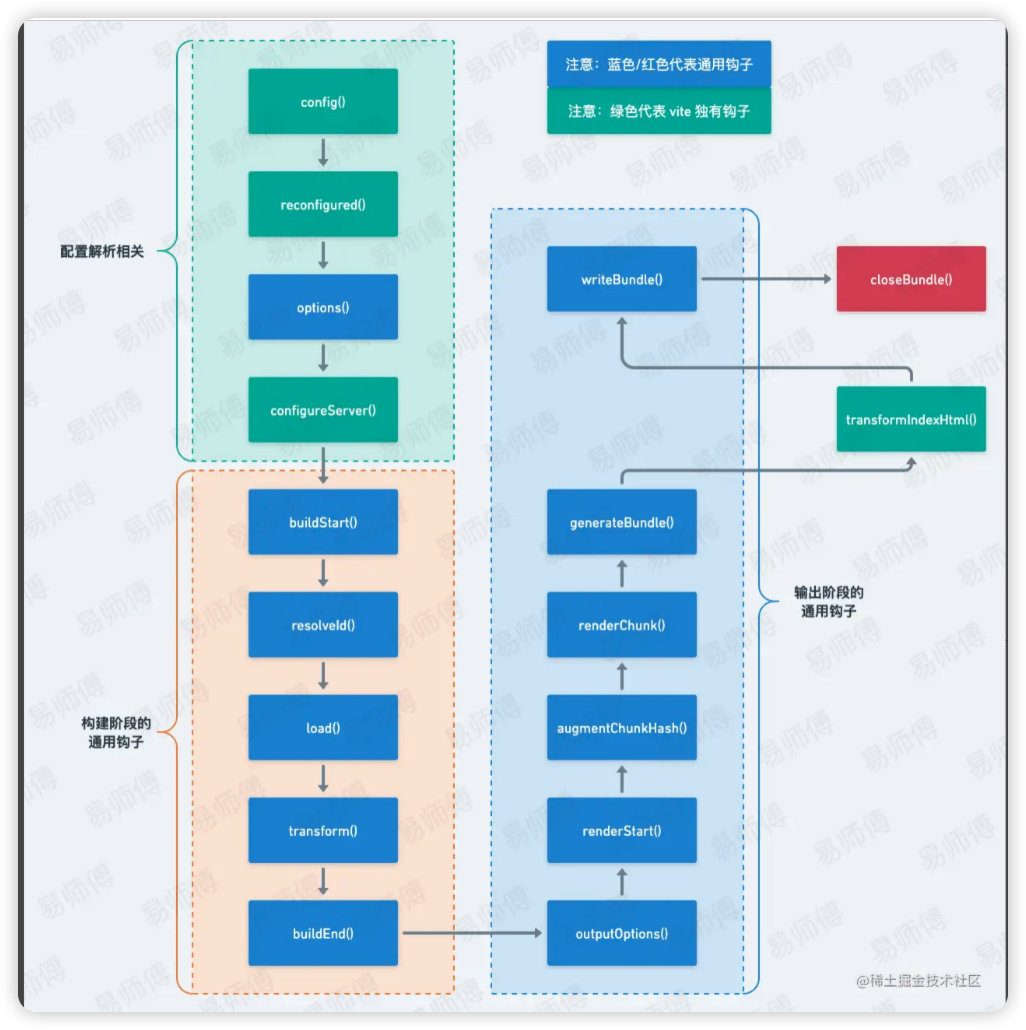 注意：蓝色/红色代表通用钩子
注意：绿色代表 vite 独有钩子
配置解析相关
config()
reconfigured()
options()
configureServer()
构建阶段的
通用钩子
buildStart()
resolveId()
load()
transform()
buildEnd()
outputOptions()
renderStart()
augmentChunkHash()
renderChunk()
generateBundle()
transformIndexHtml()
writeBundle()
closeBundle()
输出阶段的
通用钩子
@稀土掘金技术社区
易师傅